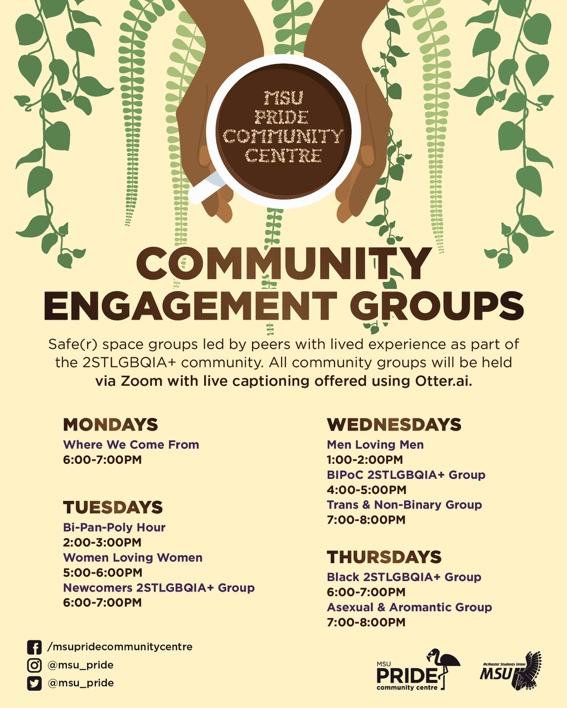 MSU
PRIDE
COMMUNITY
CENTRE
COMMUNITY
ENGAGEMENT GROUPS
Safe(r) space groups led by peers with lived experience as part of
the 2STLGBQIA+ community. All community groups will be held
via Zoom with live captioning offered using Otter.ai.
MONDAYS
Where We Come From
6:00-7:00PM
TUESDAYS
Bi-Pan-Poly Hour
2:00-3:00PM
Women Loving Women
5:00-6:00PM
Newcomers 2STLGBQIA+ Group
6:00-7:00PM
WEDNESDAYS
Men Loving Men
1:00-2:00PM
BIPoC 2STLGBQIA+ Group
4:00-5:00PM
Trans & Non-Binary Group
7:00-8:00PM
THURSDAYS
Black 2STLGBQIA+ Group
6:00-7:00PM
Asexual & Aromantic Group
7:00-8:00PM
/msupridecommunitycentre
@msu_pride
@msu_pride
MSU
PRIDE
community centre
McMaster Students Union
MSU